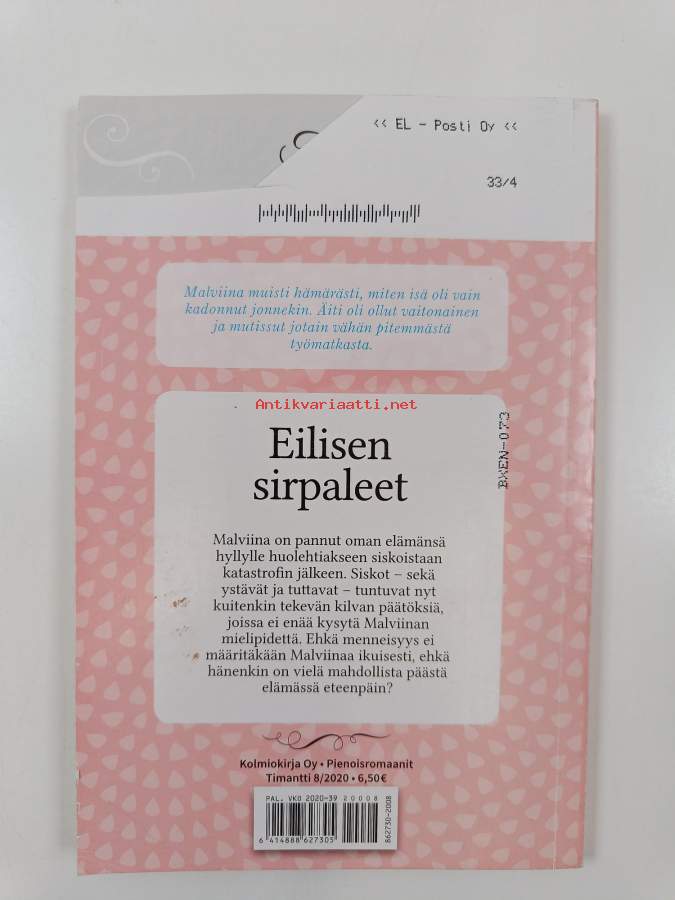 << EL - Posti Oy <<
33/4
Malviina muisti hämärästi, miten isä oli vain
kadonnut jonnekin. Äiti oli ollut vaitonainen
ja mutissut jotain vähän pitemmästä
työmatkasta.
Antikvariaatti.net
Eilisen
sirpaleet
BXEN-073
Malviina on pannut oman elämänsä
hyllylle huolehtiakseen siskoistaan
katastrofin jälkeen. Siskot – sekä
ystävät ja tuttavat – tuntuvat nyt
kuitenkin tekevän kilvan päätöksiä,
joissa ei enää kysytä Malviinan
mielipidettä. Ehkä menneisyys ei
määritäkään Malviinaa ikuisesti, ehkä
hänenkin on vielä mahdollista päästä
elämässä eteenpäin?
Kolmiokirja Oy • Pienoisromaanit
Timantti 8/2020 • 6,50 €
PAL. VKO 2020-39 20008
6 414888 627305
862730-2008